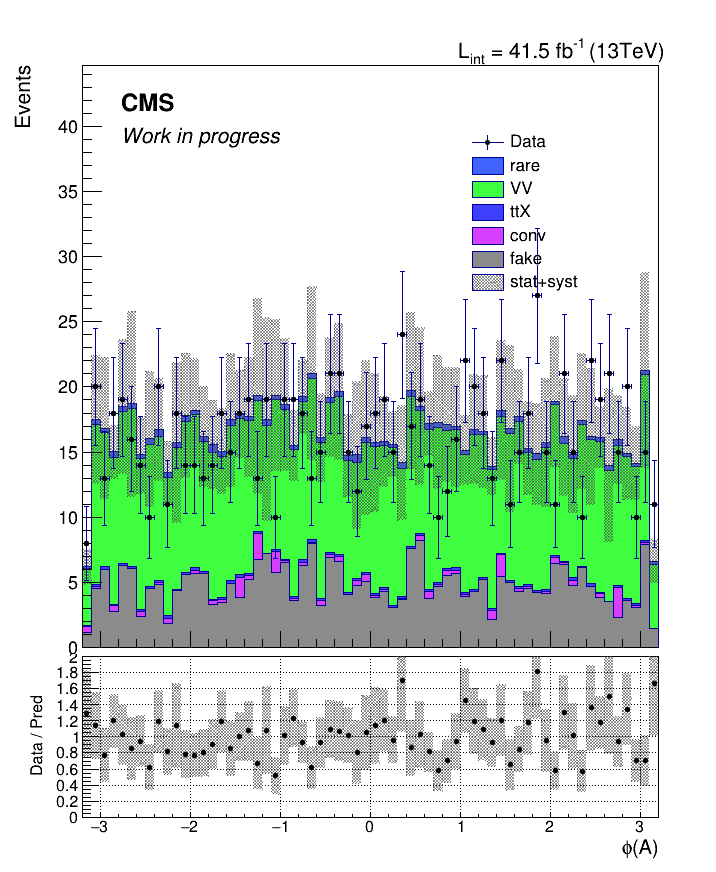 L_int = 41.5 fb⁻¹ (13TeV)
Events
CMS
Work in progress
Data
rare
VV
ttX
conv
fake
stat+syst
40
35
30
25
20
15
10
5
0
Data / Pred
2
1.8
1.6
1.4
1.2
1
0.8
0.6
0.4
0.2
0
−3 −2 −1 0 1 2 3
ϕ(A)